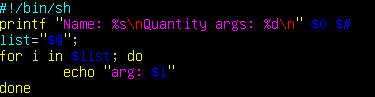 #!/bin/sh
printf "Name: %s\nQuantity args: %d\n" $0 $#
list="$@";
for i in $list; do
echo "arg: $i"
done